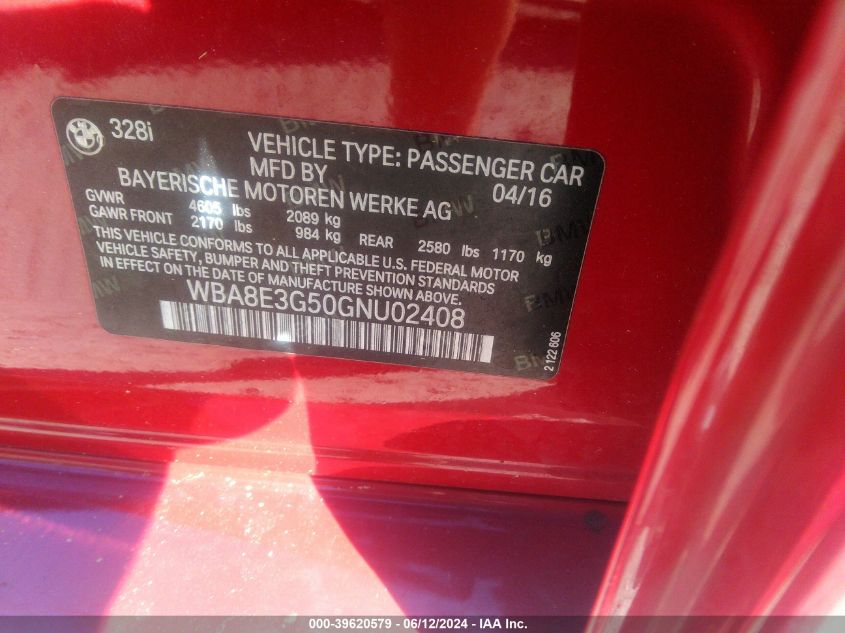 328i
VEHICLE TYPE: PASSENGER CAR
MFD BY 04/16
BAYERISCHE MOTOREN WERKE AG
GVWR 4605 lbs 2089 kg
GAWR FRONT 2170 lbs 984 kg REAR 2580 lbs 1170 kg
THIS VEHICLE CONFORMS TO ALL APPLICABLE U.S. FEDERAL MOTOR
VEHICLE SAFETY, BUMPER AND THEFT PREVENTION STANDARDS
IN EFFECT ON THE DATE OF MANUFACTURE SHOWN ABOVE.
WBA8E3G50GNU02408
2 122 606
000-39620579 - 06/12/2024 - IAA Inc.